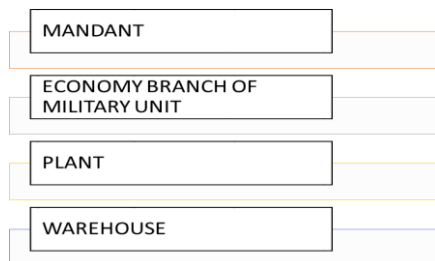 MANDANT
ECONOMY BRANCH OF
MILITARY UNIT
PLANT
WAREHOUSE